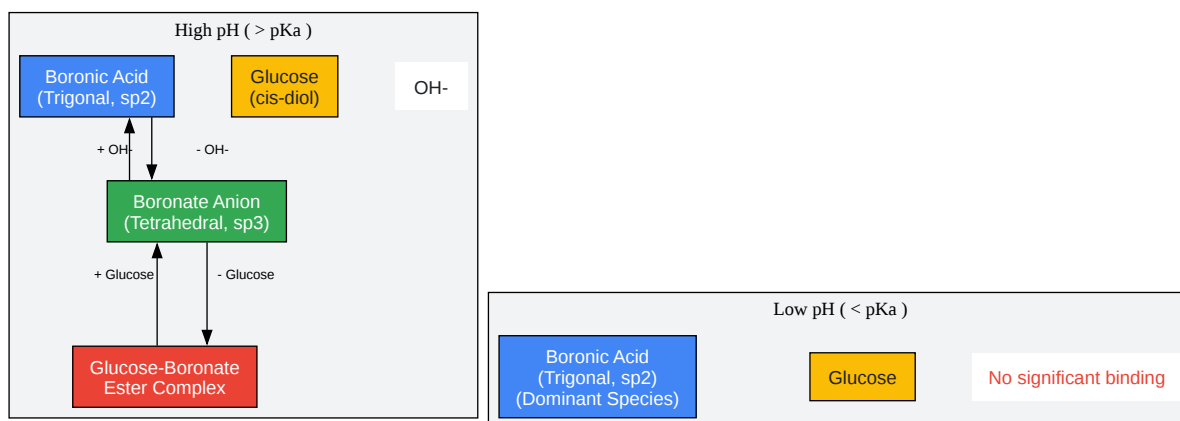 High pH ( > pKa )
Boronic Acid
(Trigonal, sp2)
Glucose
(cis-diol)
OH-
+ OH-
- OH-
Boronate Anion
(Tetrahedral, sp3)
+ Glucose
- Glucose
Glucose-Boronate
Ester Complex
Low pH ( < pKa )
Boronic Acid
(Trigonal, sp2)
(Dominant Species)
Glucose
No significant binding